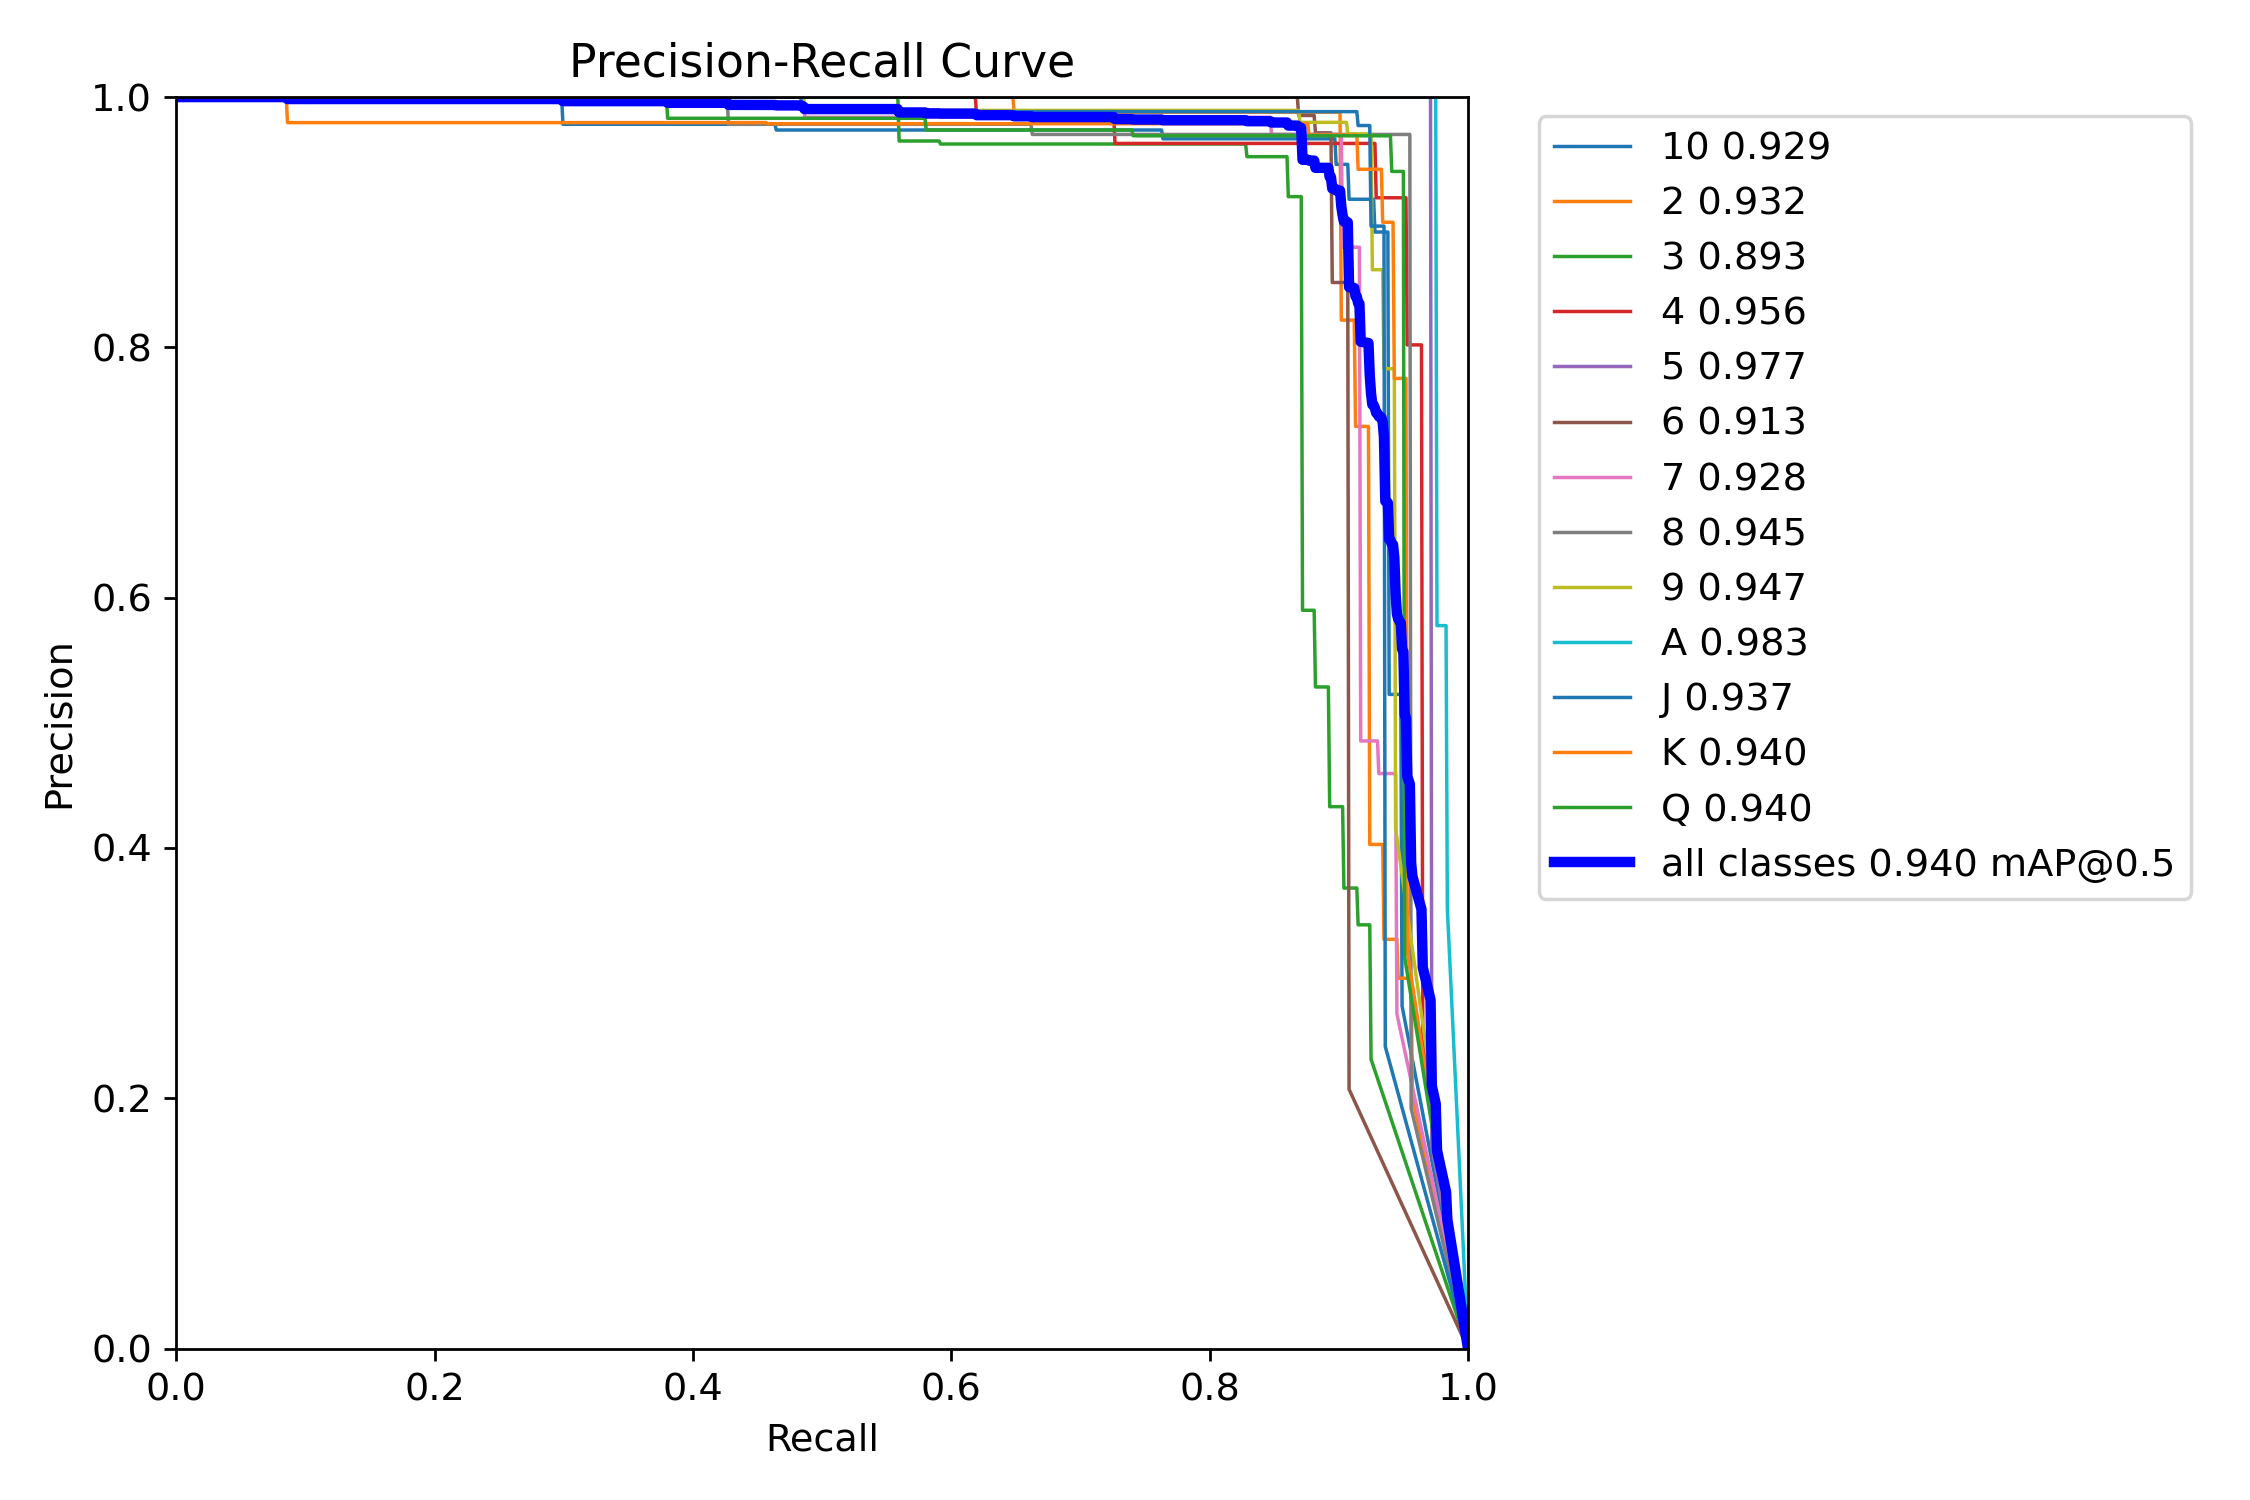 Precision-Recall Curve
1.0
0.8
0.6
0.4
0.2
0.0
Precision
0.0 0.2 0.4 0.6 0.8 1.0
Recall
10 0.929
2 0.932
3 0.893
4 0.956
5 0.977
6 0.913
7 0.928
8 0.945
9 0.947
A 0.983
J 0.937
K 0.940
Q 0.940
all classes 0.940 mAP@0.5